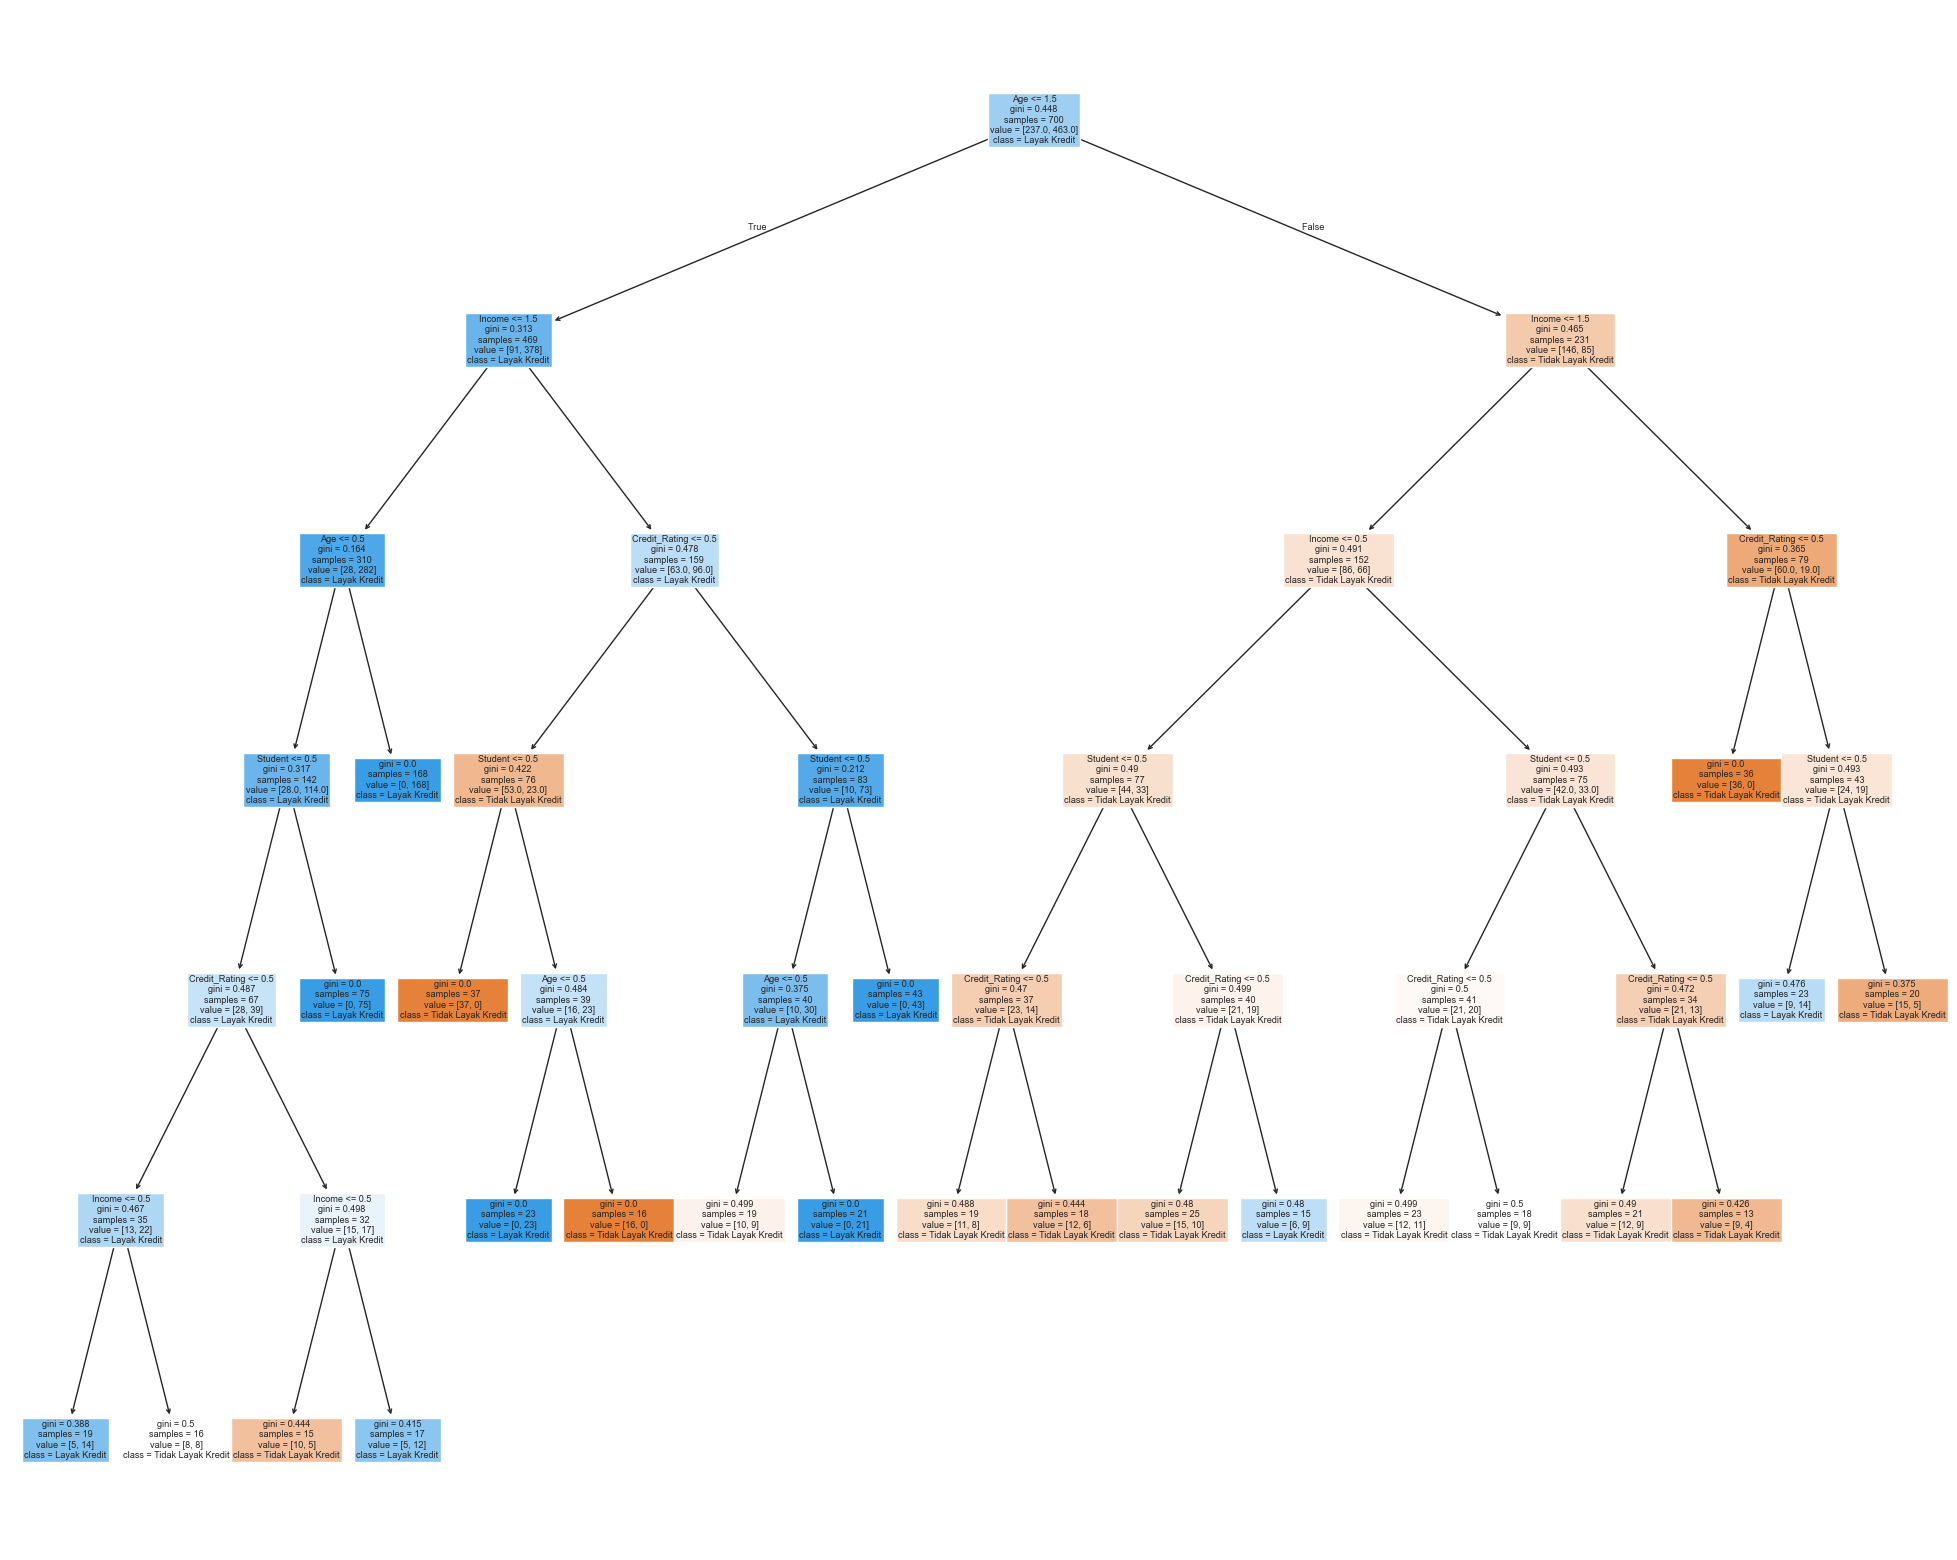 Age <= 1.5
gini = 0.448
samples = 700
value = [237.0, 463.0]
class = Layak Kredit
True
False
Income <= 1.5
gini = 0.313
samples = 469
value = [91, 378]
class = Layak Kredit
Income <= 1.5
gini = 0.465
samples = 231
value = [146, 85]
class = Tidak Layak Kredit
Age <= 0.5
gini = 0.164
samples = 310
value = [28, 282]
class = Layak Kredit
Credit_Rating <= 0.5
gini = 0.478
samples = 159
value = [63.0, 96.0]
class = Layak Kredit
Income <= 0.5
gini = 0.491
samples = 152
value = [86, 66]
class = Tidak Layak Kredit
Credit_Rating <= 0.5
gini = 0.365
samples = 79
value = [60.0, 19.0]
class = Tidak Layak Kredit
Student <= 0.5
gini = 0.317
samples = 142
value = [28.0, 114.0]
class = Layak Kredit
gini = 0.0
samples = 168
value = [0, 168]
class = Layak Kredit
Student <= 0.5
gini = 0.422
samples = 76
value = [53.0, 23.0]
class = Tidak Layak Kredit
Student <= 0.5
gini = 0.212
samples = 83
value = [10, 73]
class = Layak Kredit
Student <= 0.5
gini = 0.49
samples = 77
value = [44, 33]
class = Tidak Layak Kredit
Student <= 0.5
gini = 0.493
samples = 75
value = [42.0, 33.0]
class = Tidak Layak Kredit
gini = 0.0
samples = 36
value = [36, 0]
class = Tidak Layak Kredit
Student <= 0.5
gini = 0.493
samples = 43
value = [24, 19]
class = Tidak Layak Kredit
Credit_Rating <= 0.5
gini = 0.487
samples = 67
value = [28, 39]
class = Layak Kredit
gini = 0.0
samples = 75
value = [0, 75]
class = Layak Kredit
gini = 0.0
samples = 37
value = [37, 0]
class = Tidak Layak Kredit
Age <= 0.5
gini = 0.484
samples = 39
value = [16, 23]
class = Layak Kredit
Age <= 0.5
gini = 0.375
samples = 40
value = [10, 30]
class = Layak Kredit
gini = 0.0
samples = 43
value = [0, 43]
class = Layak Kredit
Credit_Rating <= 0.5
gini = 0.47
samples = 37
value = [23, 14]
class = Tidak Layak Kredit
Credit_Rating <= 0.5
gini = 0.499
samples = 40
value = [21, 19]
class = Tidak Layak Kredit
Credit_Rating <= 0.5
gini = 0.5
samples = 41
value = [21, 20]
class = Tidak Layak Kredit
Credit_Rating <= 0.5
gini = 0.472
samples = 34
value = [21, 13]
class = Tidak Layak Kredit
gini = 0.476
samples = 23
value = [9, 14]
class = Layak Kredit
gini = 0.375
samples = 20
value = [15, 5]
class = Tidak Layak Kredit
Income <= 0.5
gini = 0.467
samples = 35
value = [13, 22]
class = Layak Kredit
Income <= 0.5
gini = 0.498
samples = 32
value = [15, 17]
class = Layak Kredit
gini = 0.0
samples = 23
value = [0, 23]
class = Layak Kredit
gini = 0.0
samples = 16
value = [16, 0]
class = Tidak Layak Kredit
gini = 0.499
samples = 19
value = [10, 9]
class = Tidak Layak Kredit
gini = 0.0
samples = 21
value = [0, 21]
class = Layak Kredit
gini = 0.488
samples = 19
value = [11, 8]
class = Tidak Layak Kredit
gini = 0.444
samples = 18
value = [12, 6]
class = Tidak Layak Kredit
gini = 0.48
samples = 25
value = [15, 10]
class = Tidak Layak Kredit
gini = 0.48
samples = 15
value = [6, 9]
class = Layak Kredit
gini = 0.499
samples = 23
value = [12, 11]
class = Tidak Layak Kredit
gini = 0.5
samples = 18
value = [9, 9]
class = Tidak Layak Kredit
gini = 0.49
samples = 21
value = [12, 9]
class = Tidak Layak Kredit
gini = 0.426
samples = 13
value = [9, 4]
class = Tidak Layak Kredit
gini = 0.388
samples = 19
value = [5, 14]
class = Layak Kredit
gini = 0.5
samples = 16
value = [8, 8]
class = Tidak Layak Kredit
gini = 0.444
samples = 15
value = [10, 5]
class = Tidak Layak Kredit
gini = 0.415
samples = 17
value = [5, 12]
class = Layak Kredit